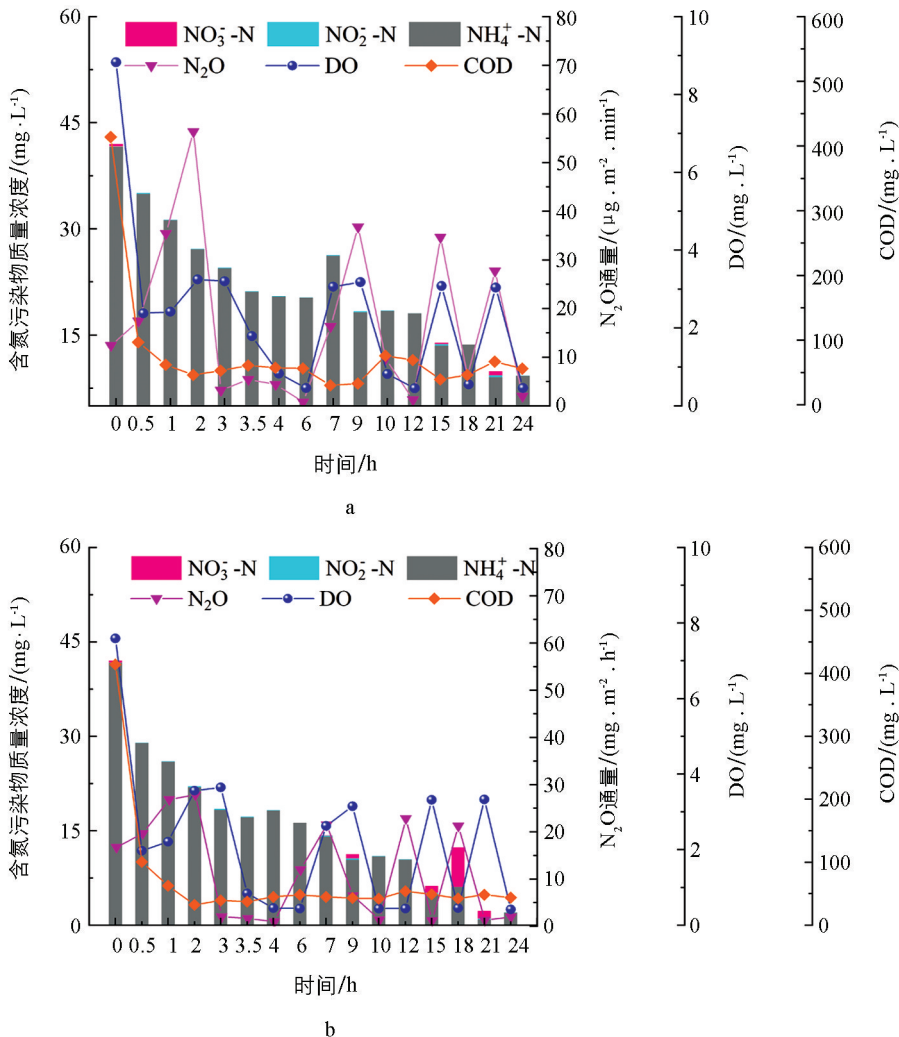 NO₃⁻-N NO₂⁻-N NH₄⁺-N
N₂O DO COD
含氮污染物质量浓度/(mg·L⁻¹)
60
45
30
15
N₂O通量/(μg . m⁻² . min⁻¹)
80
70
60
50
40
30
20
10
0
DO/(mg . L⁻¹)
10
8
6
4
2
0
COD/(mg . L⁻¹)
600
500
400
300
200
100
0
0 0.5 1 2 3 3.5 4 6 7 9 10 12 15 18 21 24
时间/h
a
NO₃⁻-N NO₂⁻-N NH₄⁺-N
N₂O DO COD
含氮污染物质量浓度/(mg·L⁻¹)
60
45
30
15
0
N₂O通量/(mg . m⁻² . h⁻¹)
80
70
60
50
40
30
20
10
0
DO/(mg . L⁻¹)
10
8
6
4
2
0
COD/(mg . L⁻¹)
600
500
400
300
200
100
0
0 0.5 1 2 3 3.5 4 6 7 9 10 12 15 18 21 24
时间/h
b